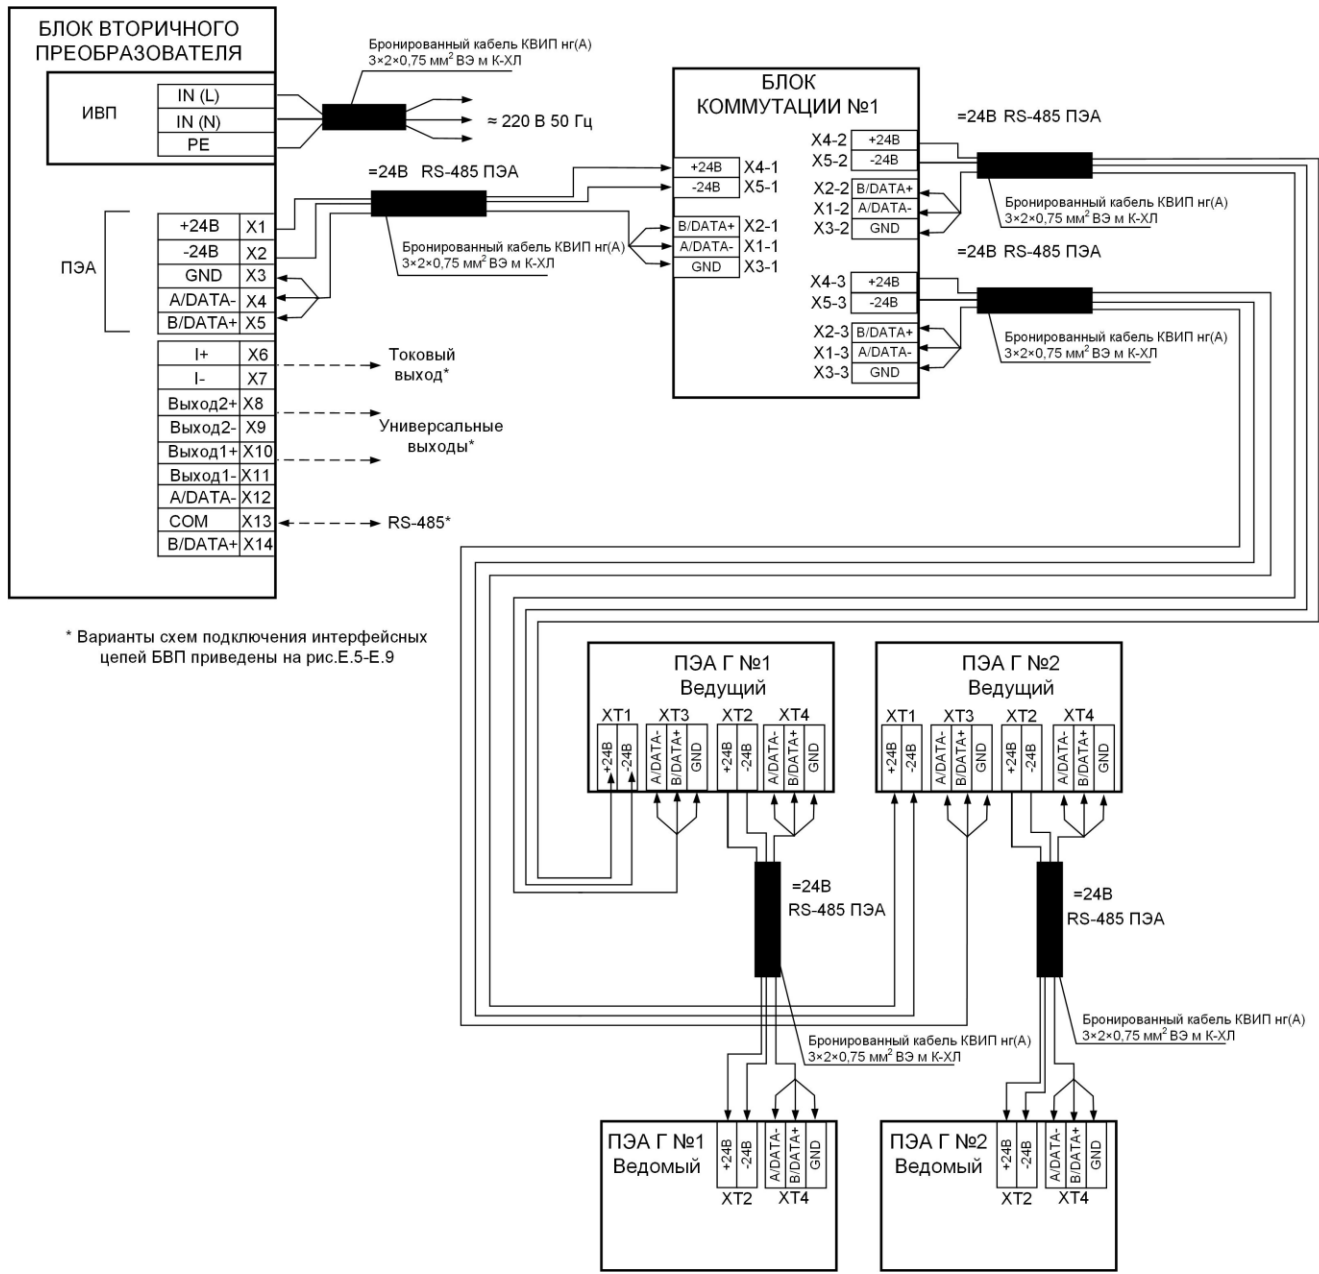 БЛОК ВТОРИЧНОГО
ПРЕОБРАЗОВАТЕЛЯ
ИВП
IN (L)
IN (N)
PE
Бронированный кабель КВИП нг(А)
3×2×0,75 мм² ВЭ м К-ХЛ
≈ 220 В 50 Гц
=24В RS-485 ПЭА
Бронированный кабель КВИП нг(А)
3×2×0,75 мм² ВЭ м К-ХЛ
ПЭА
+24В X1
-24В X2
GND X3
A/DATA- X4
B/DATA+ X5
I+ X6
I- X7
Выход2+ X8
Выход2- X9
Выход1+ X10
Выход1- X11
A/DATA- X12
COM X13
B/DATA+ X14
Токовый
выход*
Универсальные
выходы*
RS-485*
* Варианты схем подключения интерфейсных
цепей БВП приведены на рис.Е.5-Е.9
БЛОК
КОММУТАЦИИ №1
+24В X4-1
-24В X5-1
B/DATA+ X2-1
A/DATA- X1-1
GND X3-1
X4-2 +24В
X5-2 -24В
X2-2 B/DATA+
X1-2 A/DATA-
X3-2 GND
X4-3 +24В
X5-3 -24В
X2-3 B/DATA+
X1-3 A/DATA-
X3-3 GND
=24В RS-485 ПЭА
Бронированный кабель КВИП нг(А)
3×2×0,75 мм² ВЭ м К-ХЛ
=24В RS-485 ПЭА
Бронированный кабель КВИП нг(А)
3×2×0,75 мм² ВЭ м К-ХЛ
ПЭА Г №1
Ведущий
XT1 XT3 XT2 XT4
+24В -24В A/DATA- B/DATA+ GND +24В -24В A/DATA- B/DATA+ GND
ПЭА Г №2
Ведущий
XT1 XT3 XT2 XT4
+24В -24В A/DATA- B/DATA+ GND +24В -24В A/DATA- B/DATA+ GND
=24В
RS-485 ПЭА
=24В
RS-485 ПЭА
Бронированный кабель КВИП нг(А)
3×2×0,75 мм² ВЭ м К-ХЛ
Бронированный кабель КВИП нг(А)
3×2×0,75 мм² ВЭ м К-ХЛ
ПЭА Г №1
Ведомый
+24В -24В A/DATA- B/DATA+ GND
XT2 XT4
ПЭА Г №2
Ведомый
+24В -24В A/DATA- B/DATA+ GND
XT2 XT4